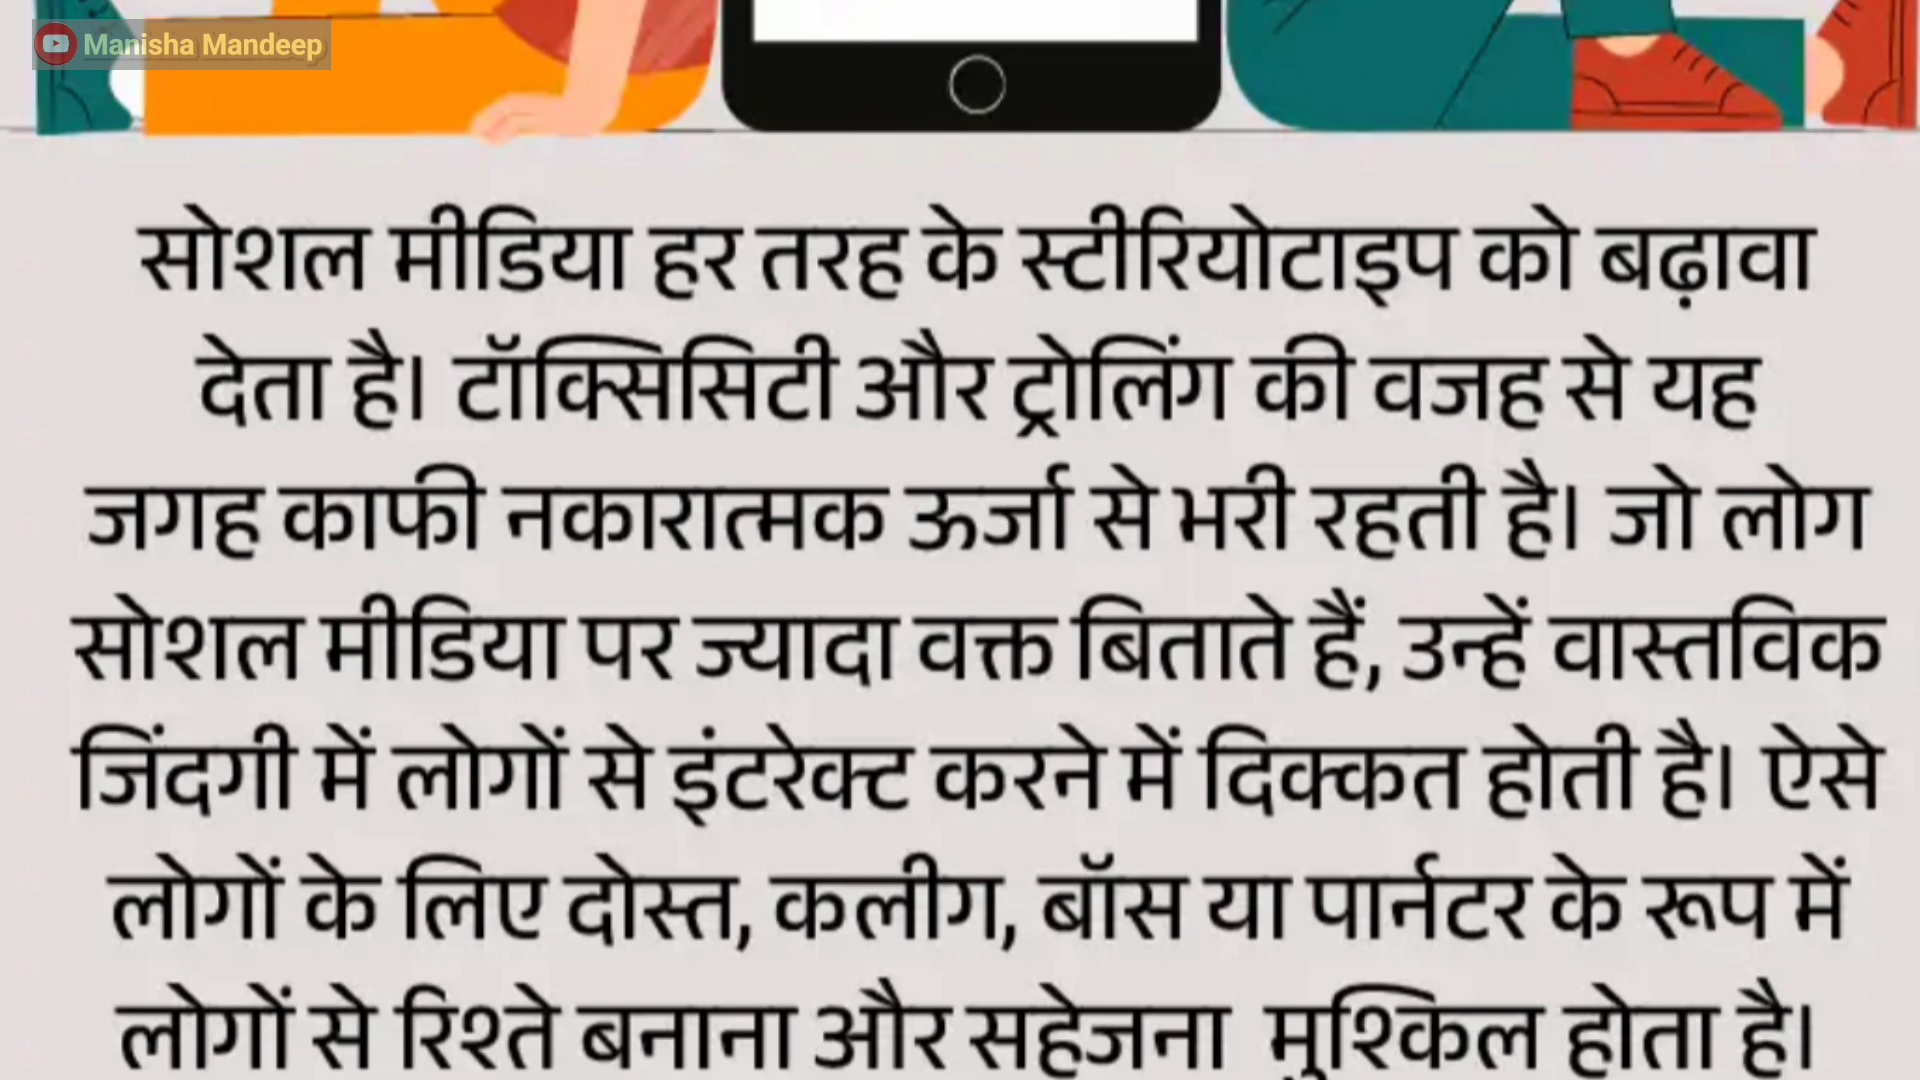 Manisha Mandeep
सोशल मीडिया हर तरह के स्टीरियोटाइप को बढ़ावा
देता है। टॉक्सिसिटी और ट्रोलिंग की वजह से यह
जगह काफी नकारात्मक ऊर्जा से भरी रहती है। जो लोग
सोशल मीडिया पर ज्यादा वक्त बिताते हैं, उन्हें वास्तविक
जिंदगी में लोगों से इंटरेक्ट करने में दिक्कत होती है। ऐसे
लोगों के लिए दोस्त, कलीग, बॉस या पार्नटर के रूप में
लोगों से रिश्ते बनाना और सहेजना मुश्किल होता है।